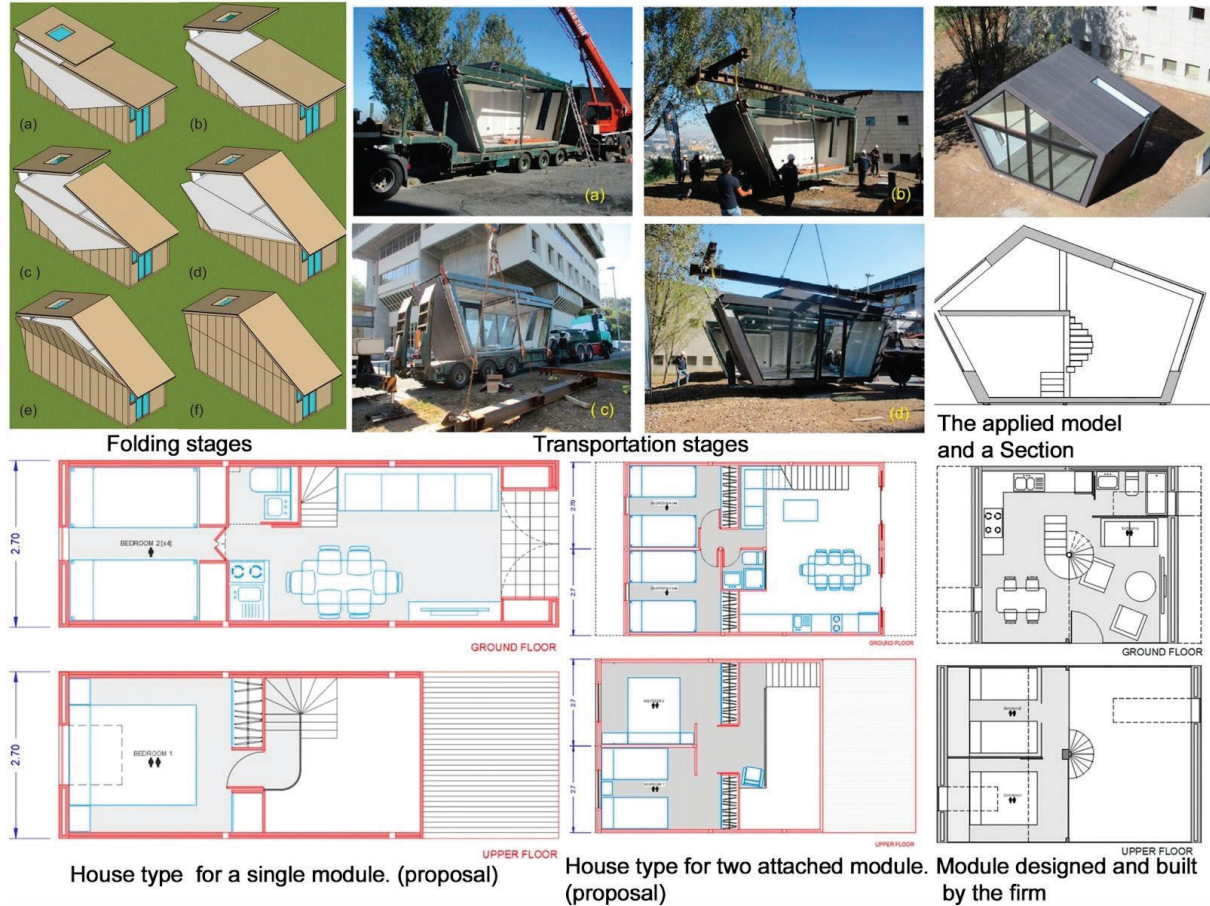 (a)
(b)
(c )
(d)
(e)
(f)
Folding stages
(a)
(b)
( c)
(d)
Transportation stages
The applied model
and a Section
2.70
BEDROOM 2 [x4]
GROUND FLOOR
2.70
2.7
GROUND FLOOR
GROUND FLOOR
2.70
BEDROOM 1
UPPER FLOOR
2.7
2.7
UPPER FLOOR
UPPER FLOOR
House type for a single module. (proposal)
House type for two attached module.
(proposal)
Module designed and built
by the firm